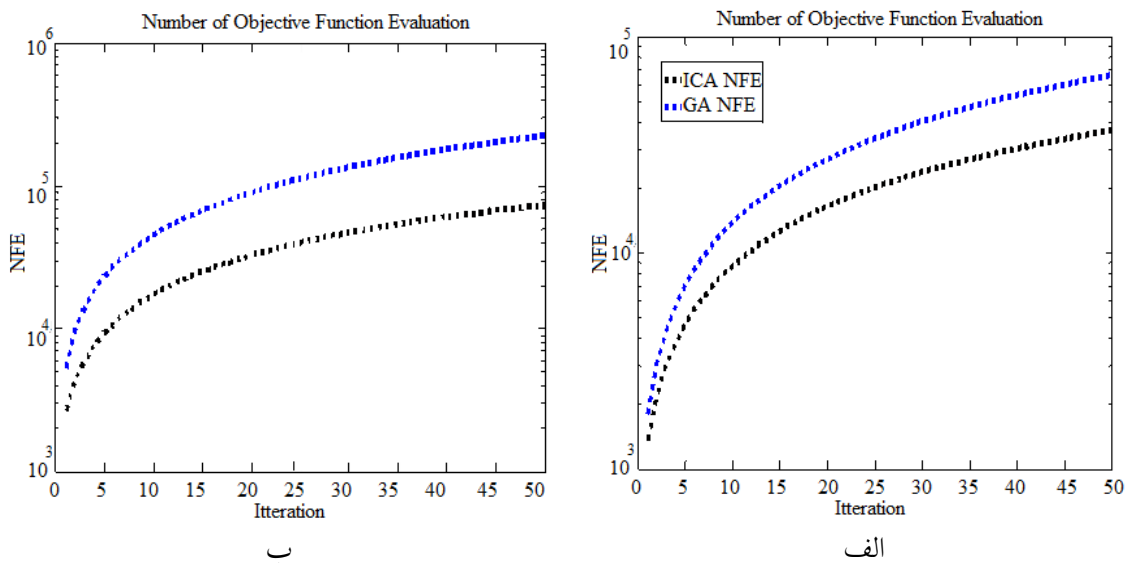 Number of Objective Function Evaluation
10^6
10^5
10^4
10^3
NFE
0 5 10 15 20 25 30 35 40 45 50
Itteration
ب
Number of Objective Function Evaluation
10^5
10^4
10^3
NFE
ICA NFE
GA NFE
0 5 10 15 20 25 30 35 40 45 50
Itteration
الف